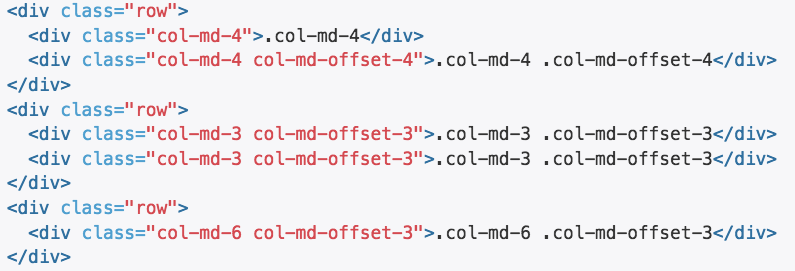 <div class="row">
  <div class="col-md-4">.col-md-4</div>
  <div class="col-md-4 col-md-offset-4">.col-md-4 .col-md-offset-4</div>
</div>
<div class="row">
  <div class="col-md-3 col-md-offset-3">.col-md-3 .col-md-offset-3</div>
  <div class="col-md-3 col-md-offset-3">.col-md-3 .col-md-offset-3</div>
</div>
<div class="row">
  <div class="col-md-6 col-md-offset-3">.col-md-6 .col-md-offset-3</div>
</div>